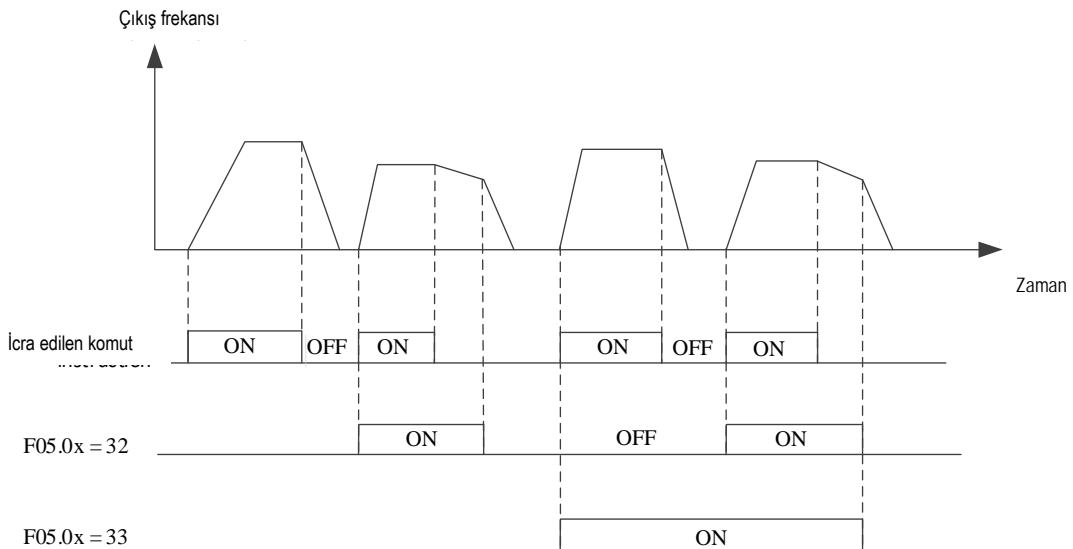 Çıkış frekansı
Zaman
İcra edilen komut
ON OFF ON ON OFF ON
F05.0x = 32
ON OFF ON
F05.0x = 33
ON